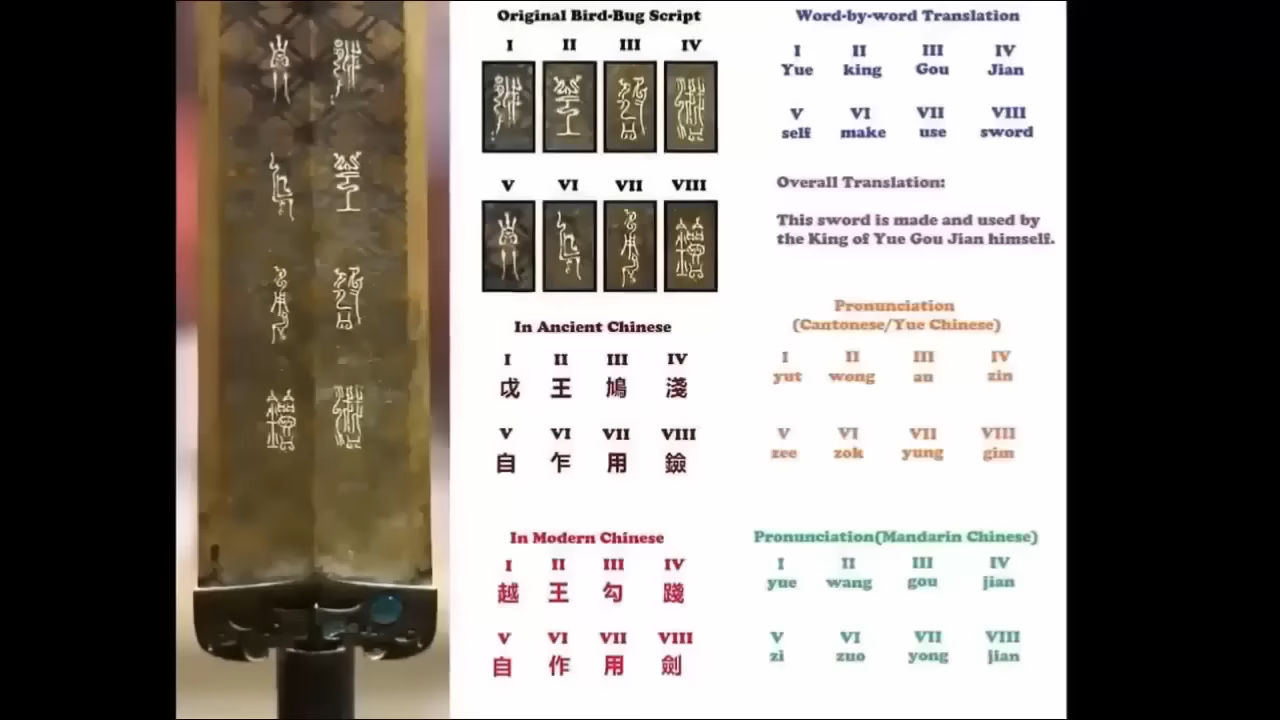 Original Bird-Bug Script
I II III IV
V VI VII VIII
In Ancient Chinese
I II III IV
戉 王 鳩 淺
V VI VII VIII
自 乍 用 鐱
In Modern Chinese
I II III IV
越 王 勾 踐
V VI VII VIII
自 作 用 劍
Word-by-word Translation
I II III IV
Yue king Gou Jian
V VI VII VIII
self make use sword
Overall Translation:
This sword is made and used by
the King of Yue Gou Jian himself.
Pronunciation
(Cantonese/Yue Chinese)
I II III IV
yut wong au zin
V VI VII VIII
zee zok yung gim
Pronunciation(Mandarin Chinese)
I II III IV
yue wang gou jian
V VI VII VIII
zi zuo yong jian